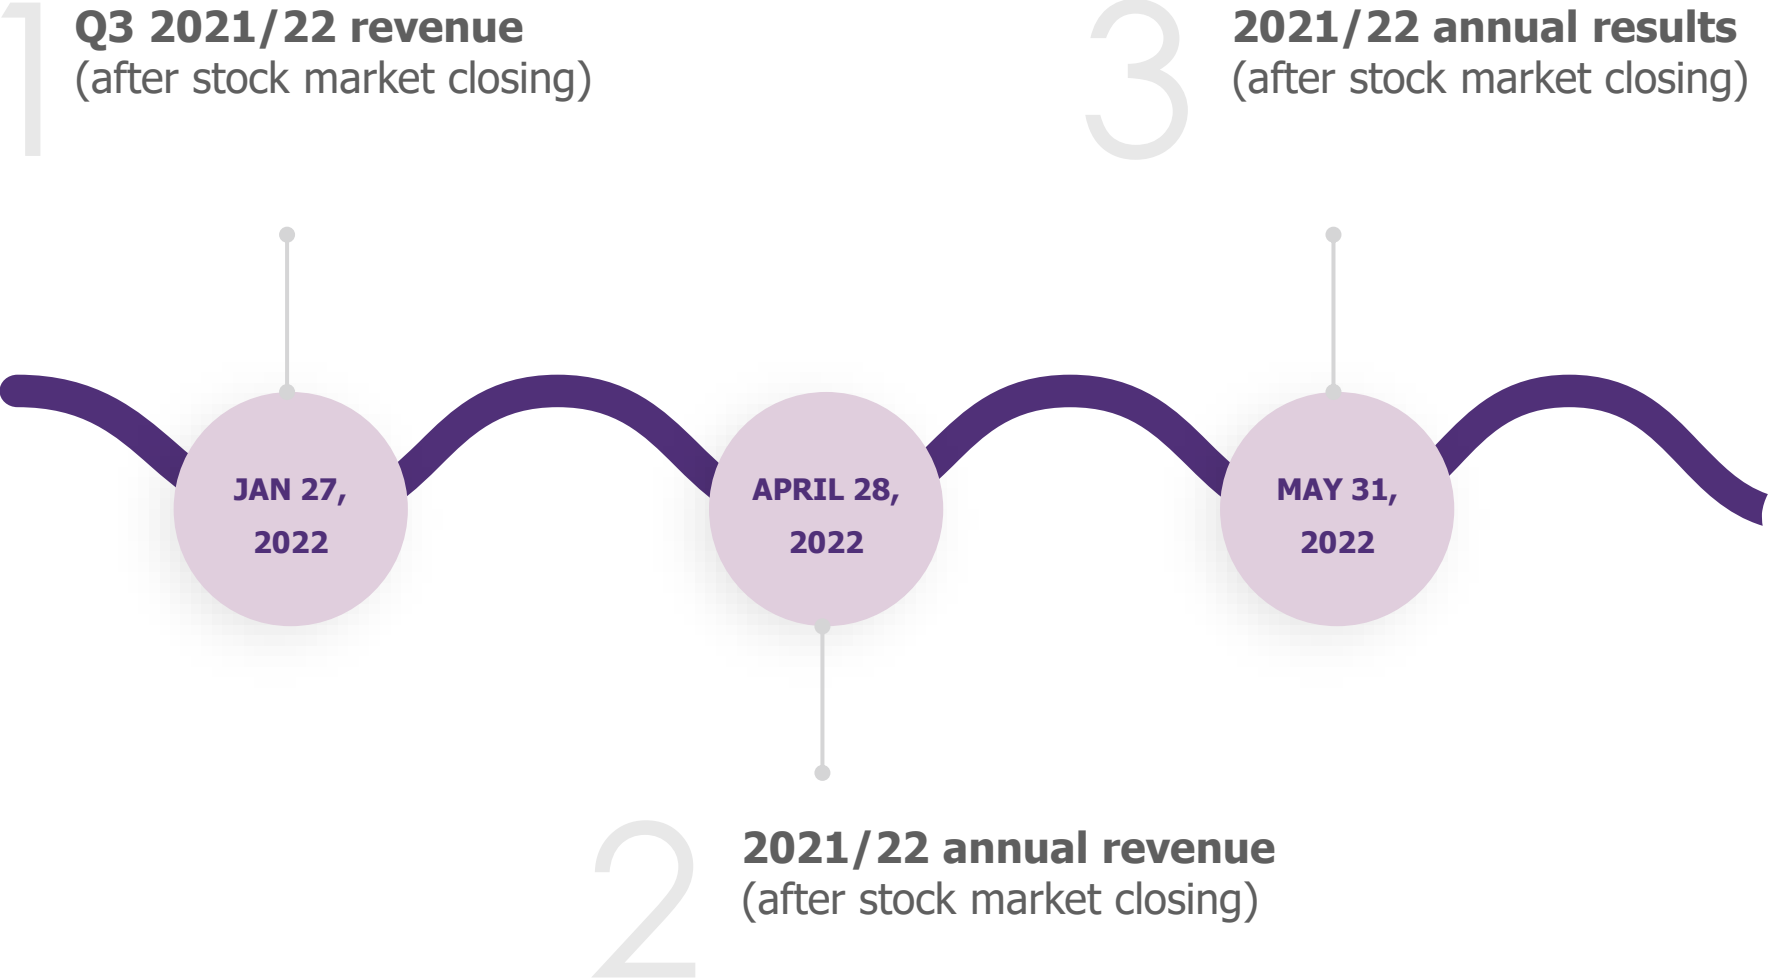 1
Q3 2021/22 revenue
(after stock market closing)
3
2021/22 annual results
(after stock market closing)
JAN 27,
2022
APRIL 28,
2022
MAY 31,
2022
2
2021/22 annual revenue
(after stock market closing)